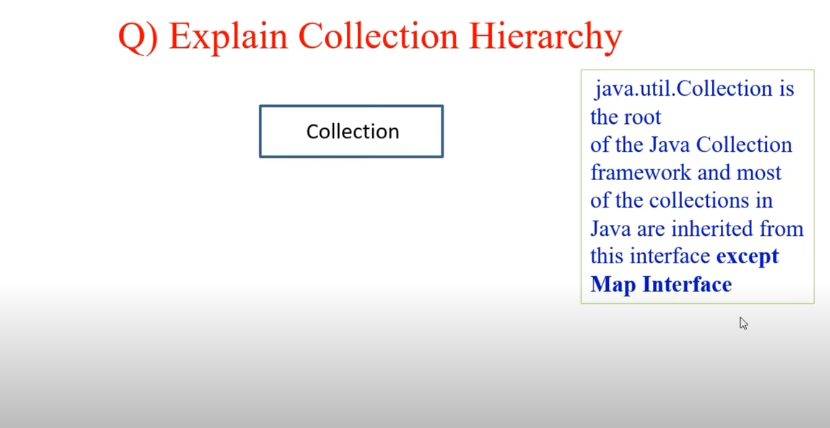 Q) Explain Collection Hierarchy
Collection
java.util.Collection is
the root
of the Java Collection
framework and most
of the collections in
Java are inherited from
this interface except
Map Interface